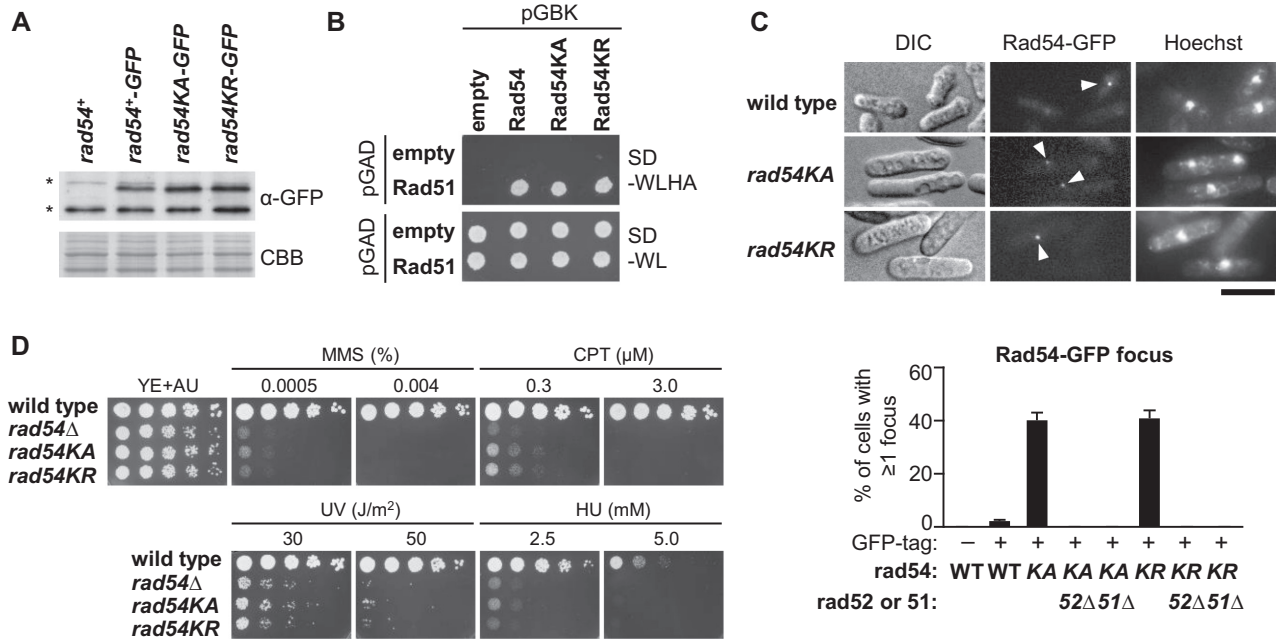 A
rad54+
rad54+-GFP
rad54KA-GFP
rad54KR-GFP
*
*
α-GFP
CBB
B
pGBK
empty
Rad54
Rad54KA
Rad54KR
pGAD
empty
Rad51
SD
-WLHA
pGAD
empty
Rad51
SD
-WL
C
DIC
Rad54-GFP
Hoechst
wild type
rad54KA
rad54KR
D
MMS (%)
CPT (µM)
YE+AU
0.0005
0.004
0.3
3.0
wild type
rad54Δ
rad54KA
rad54KR
UV (J/m2)
HU (mM)
30
50
2.5
5.0
wild type
rad54Δ
rad54KA
rad54KR
Rad54-GFP focus
% of cells with
≥1 focus
60
40
20
0
GFP-tag: – + + + + + + +
rad54: WT WT KA KA KA KR KR KR
rad52 or 51: 52Δ 51Δ 52Δ 51Δ